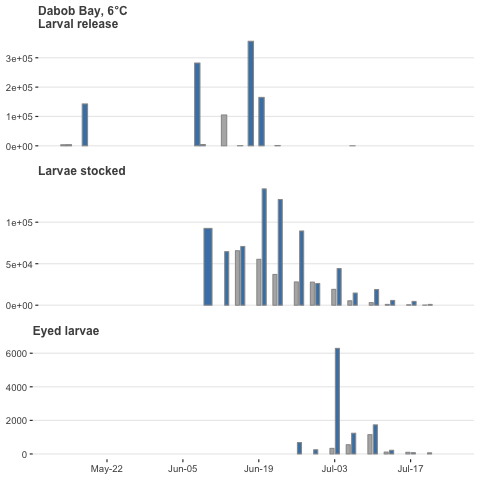 Dabob Bay, 6°C
Larval release
3e+05
2e+05
1e+05
0e+00
Larvae stocked
1e+05
5e+04
0e+00
Eyed larvae
6000
4000
2000
0
May-22 Jun-05 Jun-19 Jul-03 Jul-17